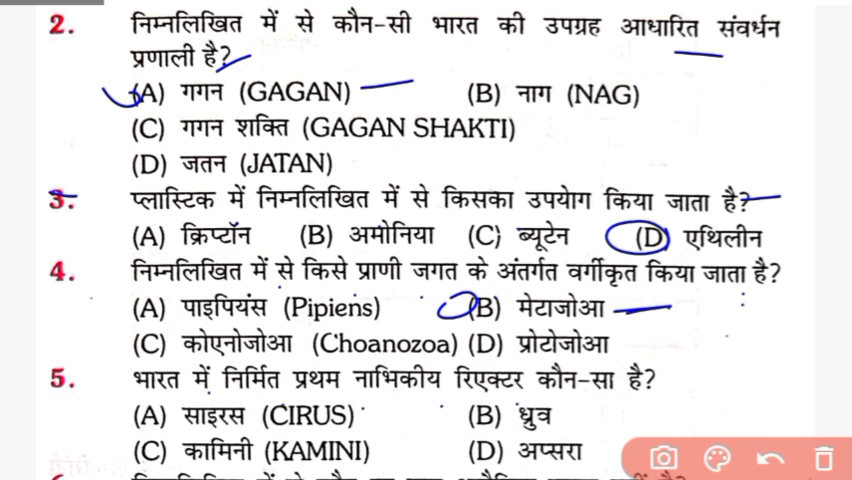 2. निम्नलिखित में से कौन-सी भारत की उपग्रह आधारित संवर्धन
प्रणाली है?
(A) गगन (GAGAN) (B) नाग (NAG)
(C) गगन शक्ति (GAGAN SHAKTI)
(D) जतन (JATAN)
3. प्लास्टिक में निम्नलिखित में से किसका उपयोग किया जाता है?
(A) क्रिप्टॉन (B) अमोनिया (C) ब्यूटेन (D) एथिलीन
4. निम्नलिखित में से किसे प्राणी जगत के अंतर्गत वर्गीकृत किया जाता है?
(A) पाइपियंस (Pipiens) (B) मेटाजोआ
(C) कोएनोजोआ (Choanozoa) (D) प्रोटोजोआ
5. भारत में निर्मित प्रथम नाभिकीय रिएक्टर कौन-सा है?
(A) साइरस (CIRUS) (B) ध्रुव
(C) कामिनी (KAMINI) (D) अप्सरा